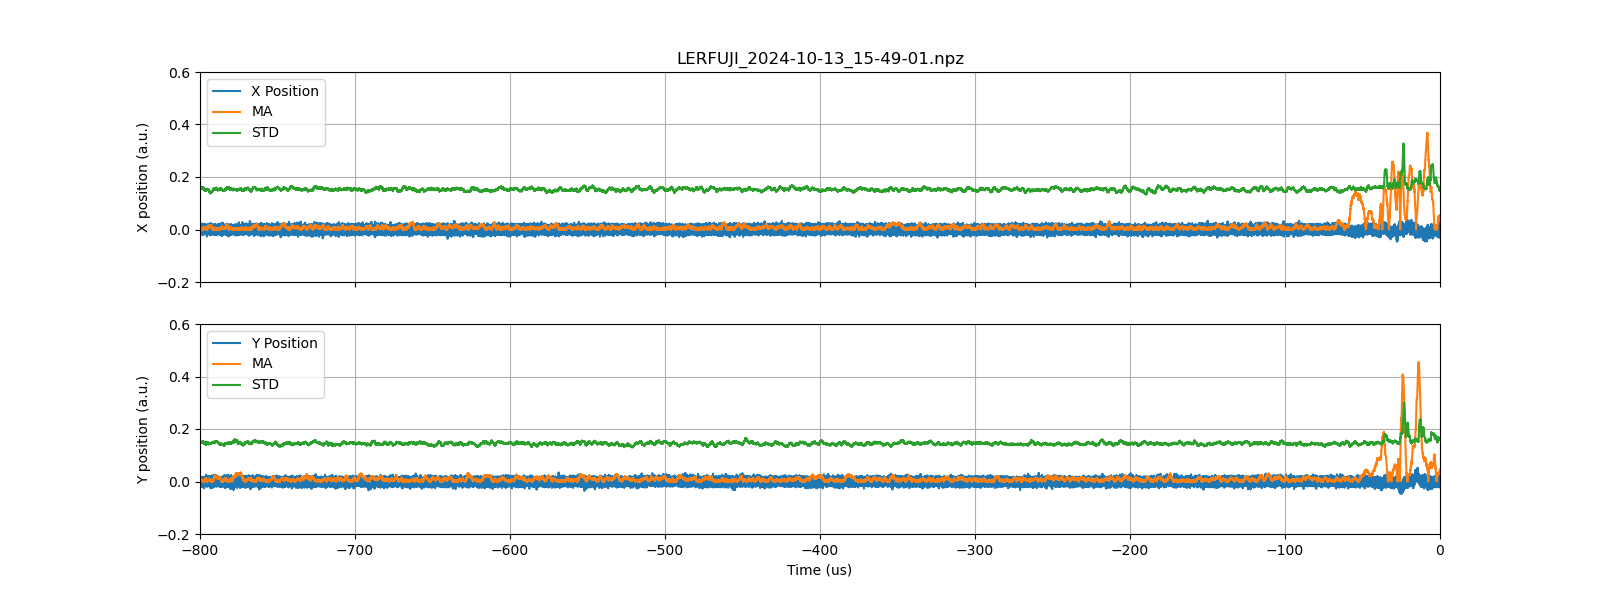 LERFUJI_2024-10-13_15-49-01.npz
0.6
0.4
0.2
0.0
−0.2
X position (a.u.)
X Position
MA
STD
0.6
0.4
0.2
0.0
−0.2
Y position (a.u.)
Y Position
MA
STD
−800 −700 −600 −500 −400 −300 −200 −100 0
Time (us)